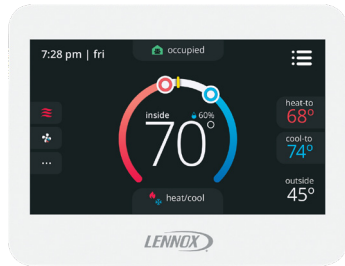 7:28 pm | fri
occupied
inside
60%
70°
heat-to
68°
cool-to
74°
outside
45°
heat/cool
LENNOX